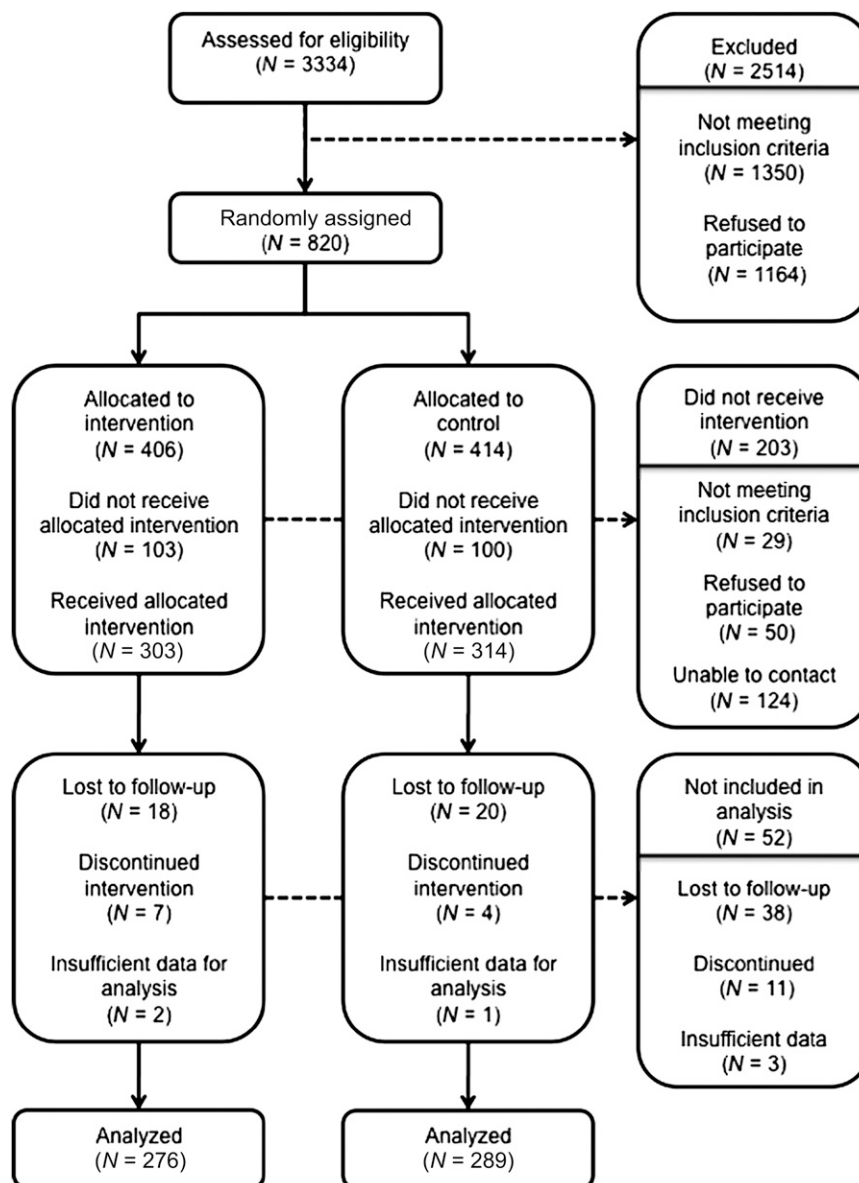 Assessed for eligibility
(N = 3334)
Excluded
(N = 2514)
Not meeting
inclusion criteria
(N = 1350)
Refused to
participate
(N = 1164)
Randomly assigned
(N = 820)
Allocated to
intervention
(N = 406)
Did not receive
allocated intervention
(N = 103)
Received allocated
intervention
(N = 303)
Allocated to
control
(N = 414)
Did not receive
allocated intervention
(N = 100)
Received allocated
intervention
(N = 314)
Did not receive
intervention
(N = 203)
Not meeting
inclusion criteria
(N = 29)
Refused to
participate
(N = 50)
Unable to contact
(N = 124)
Lost to follow-up
(N = 18)
Discontinued
intervention
(N = 7)
Insufficient data for
analysis
(N = 2)
Lost to follow-up
(N = 20)
Discontinued
intervention
(N = 4)
Insufficient data for
analysis
(N = 1)
Not included in
analysis
(N = 52)
Lost to follow-up
(N = 38)
Discontinued
(N = 11)
Insufficient data
(N = 3)
Analyzed
(N = 276)
Analyzed
(N = 289)